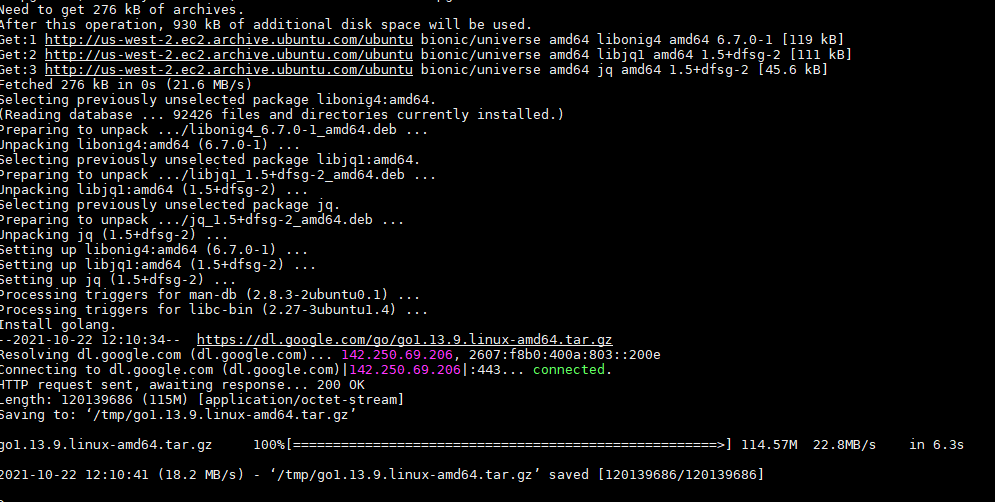 Need to get 276 kB of archives.
After this operation, 930 kB of additional disk space will be used.
Get:1 http://us-west-2.ec2.archive.ubuntu.com/ubuntu bionic/universe amd64 libonig4 amd64 6.7.0-1 [119 kB]
Get:2 http://us-west-2.ec2.archive.ubuntu.com/ubuntu bionic/universe amd64 libjq1 amd64 1.5+dfsg-2 [111 kB]
Get:3 http://us-west-2.ec2.archive.ubuntu.com/ubuntu bionic/universe amd64 jq amd64 1.5+dfsg-2 [45.6 kB]
Fetched 276 kB in 0s (21.6 MB/s)
Selecting previously unselected package libonig4:amd64.
(Reading database ... 92426 files and directories currently installed.)
Preparing to unpack .../libonig4_6.7.0-1_amd64.deb ...
Unpacking libonig4:amd64 (6.7.0-1) ...
Selecting previously unselected package libjq1:amd64.
Preparing to unpack .../libjq1_1.5+dfsg-2_amd64.deb ...
Unpacking libjq1:amd64 (1.5+dfsg-2) ...
Selecting previously unselected package jq.
Preparing to unpack .../jq_1.5+dfsg-2_amd64.deb ...
Unpacking jq (1.5+dfsg-2) ...
Setting up libonig4:amd64 (6.7.0-1) ...
Setting up libjq1:amd64 (1.5+dfsg-2) ...
Setting up jq (1.5+dfsg-2) ...
Processing triggers for man-db (2.8.3-2ubuntu0.1) ...
Processing triggers for libc-bin (2.27-3ubuntu1.4) ...
Install golang.
--2021-10-22 12:10:34--  https://dl.google.com/go/go1.13.9.linux-amd64.tar.gz
Resolving dl.google.com (dl.google.com)... 142.250.69.206, 2607:f8b0:400a:803::200e
Connecting to dl.google.com (dl.google.com)|142.250.69.206|:443... connected.
HTTP request sent, awaiting response... 200 OK
Length: 120139686 (115M) [application/octet-stream]
Saving to: ‘/tmp/go1.13.9.linux-amd64.tar.gz’
go1.13.9.linux-amd64.tar.gz     100%[=====================================================>] 114.57M  22.8MB/s    in 6.3s
2021-10-22 12:10:41 (18.2 MB/s) - ‘/tmp/go1.13.9.linux-amd64.tar.gz’ saved [120139686/120139686]